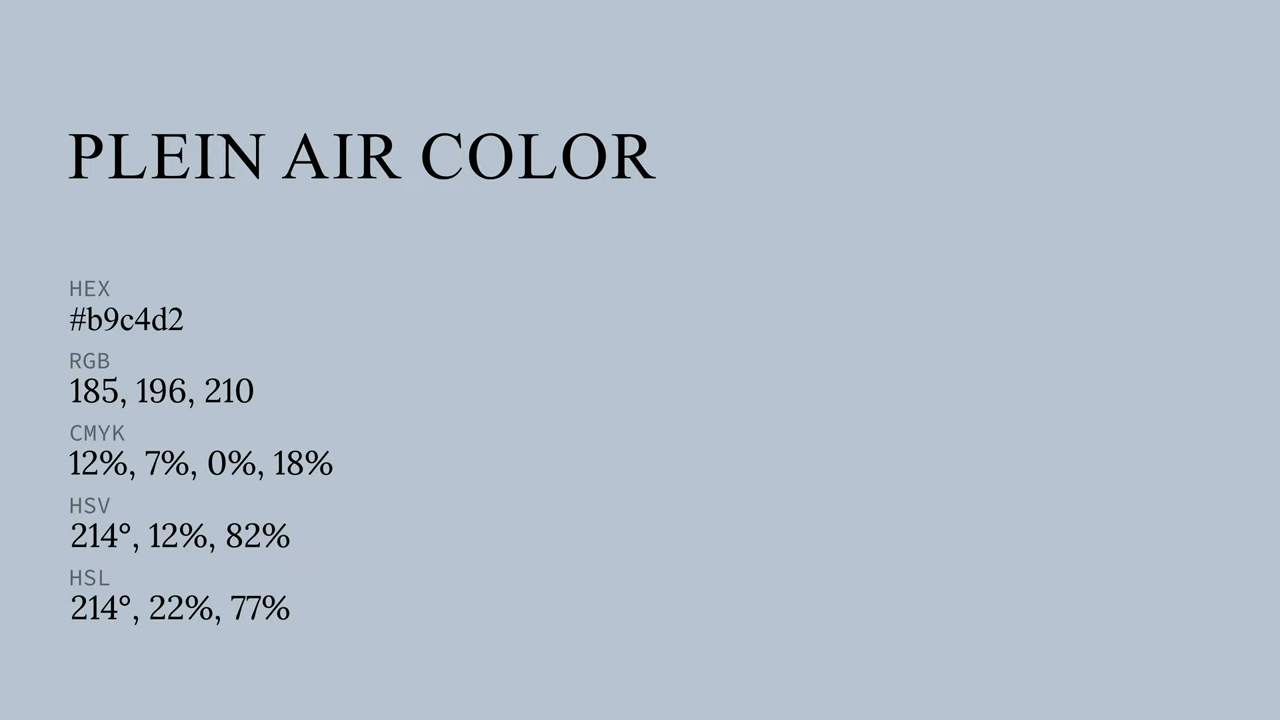 PLEIN AIR COLOR
HEX
#b9c4d2
RGB
185, 196, 210
CMYK
12%, 7%, 0%, 18%
HSV
214°, 12%, 82%
HSL
214°, 22%, 77%